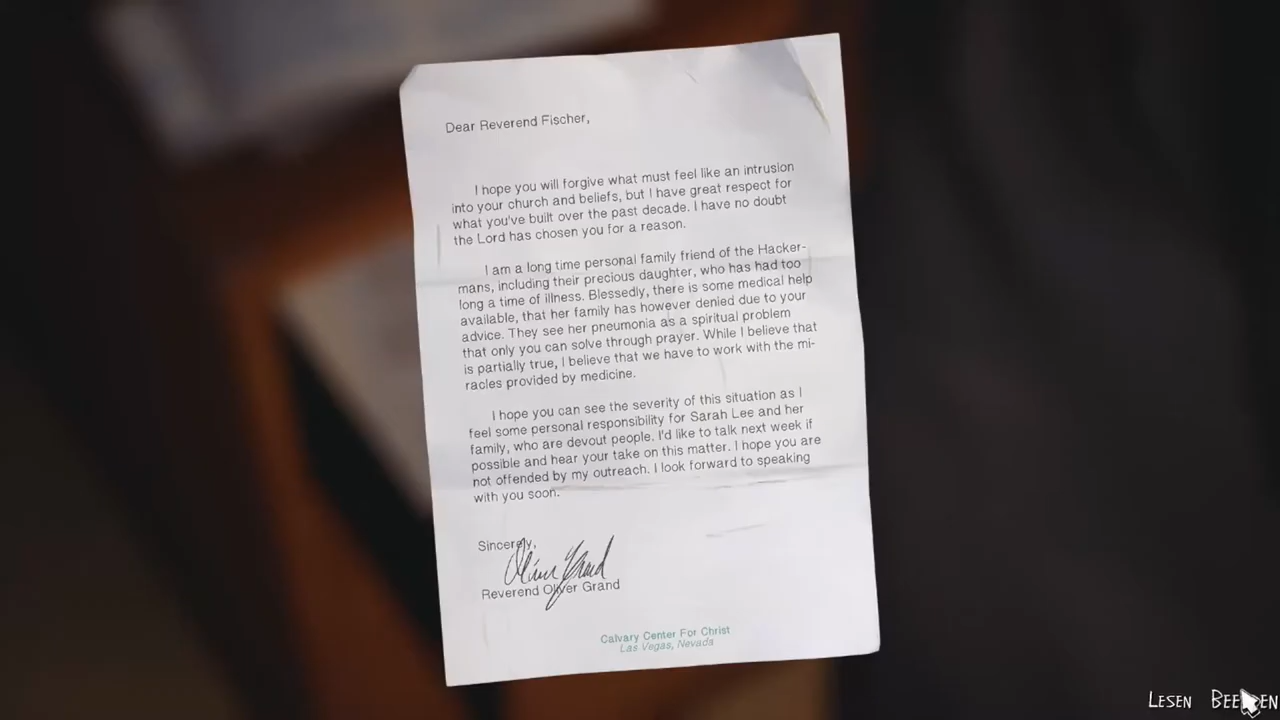 Dear Reverend Fischer,
I hope you will forgive what must feel like an intrusion
into your church and beliefs, but I have great respect for
what you've built over the past decade. I have no doubt
the Lord has chosen you for a reason.
I am a long time personal family friend of the Hacker-
mans, including their precious daughter, who has had too
long a time of illness. Blessedly, there is some medical help
available, that her family has however denied due to your
advice. They see her pneumonia as a spiritual problem
that only you can solve through prayer. While I believe that
is partially true, I believe that we have to work with the mi-
racles provided by medicine.
I hope you can see the severity of this situation as I
feel some personal responsibility for Sarah Lee and her
family, who are devout people. I'd like to talk next week if
possible and hear your take on this matter. I hope you are
not offended by my outreach. I look forward to speaking
with you soon.
Sincerely,
Oliver Grand
Reverend Oliver Grand
Calvary Center For Christ
Las Vegas, Nevada
LESEN